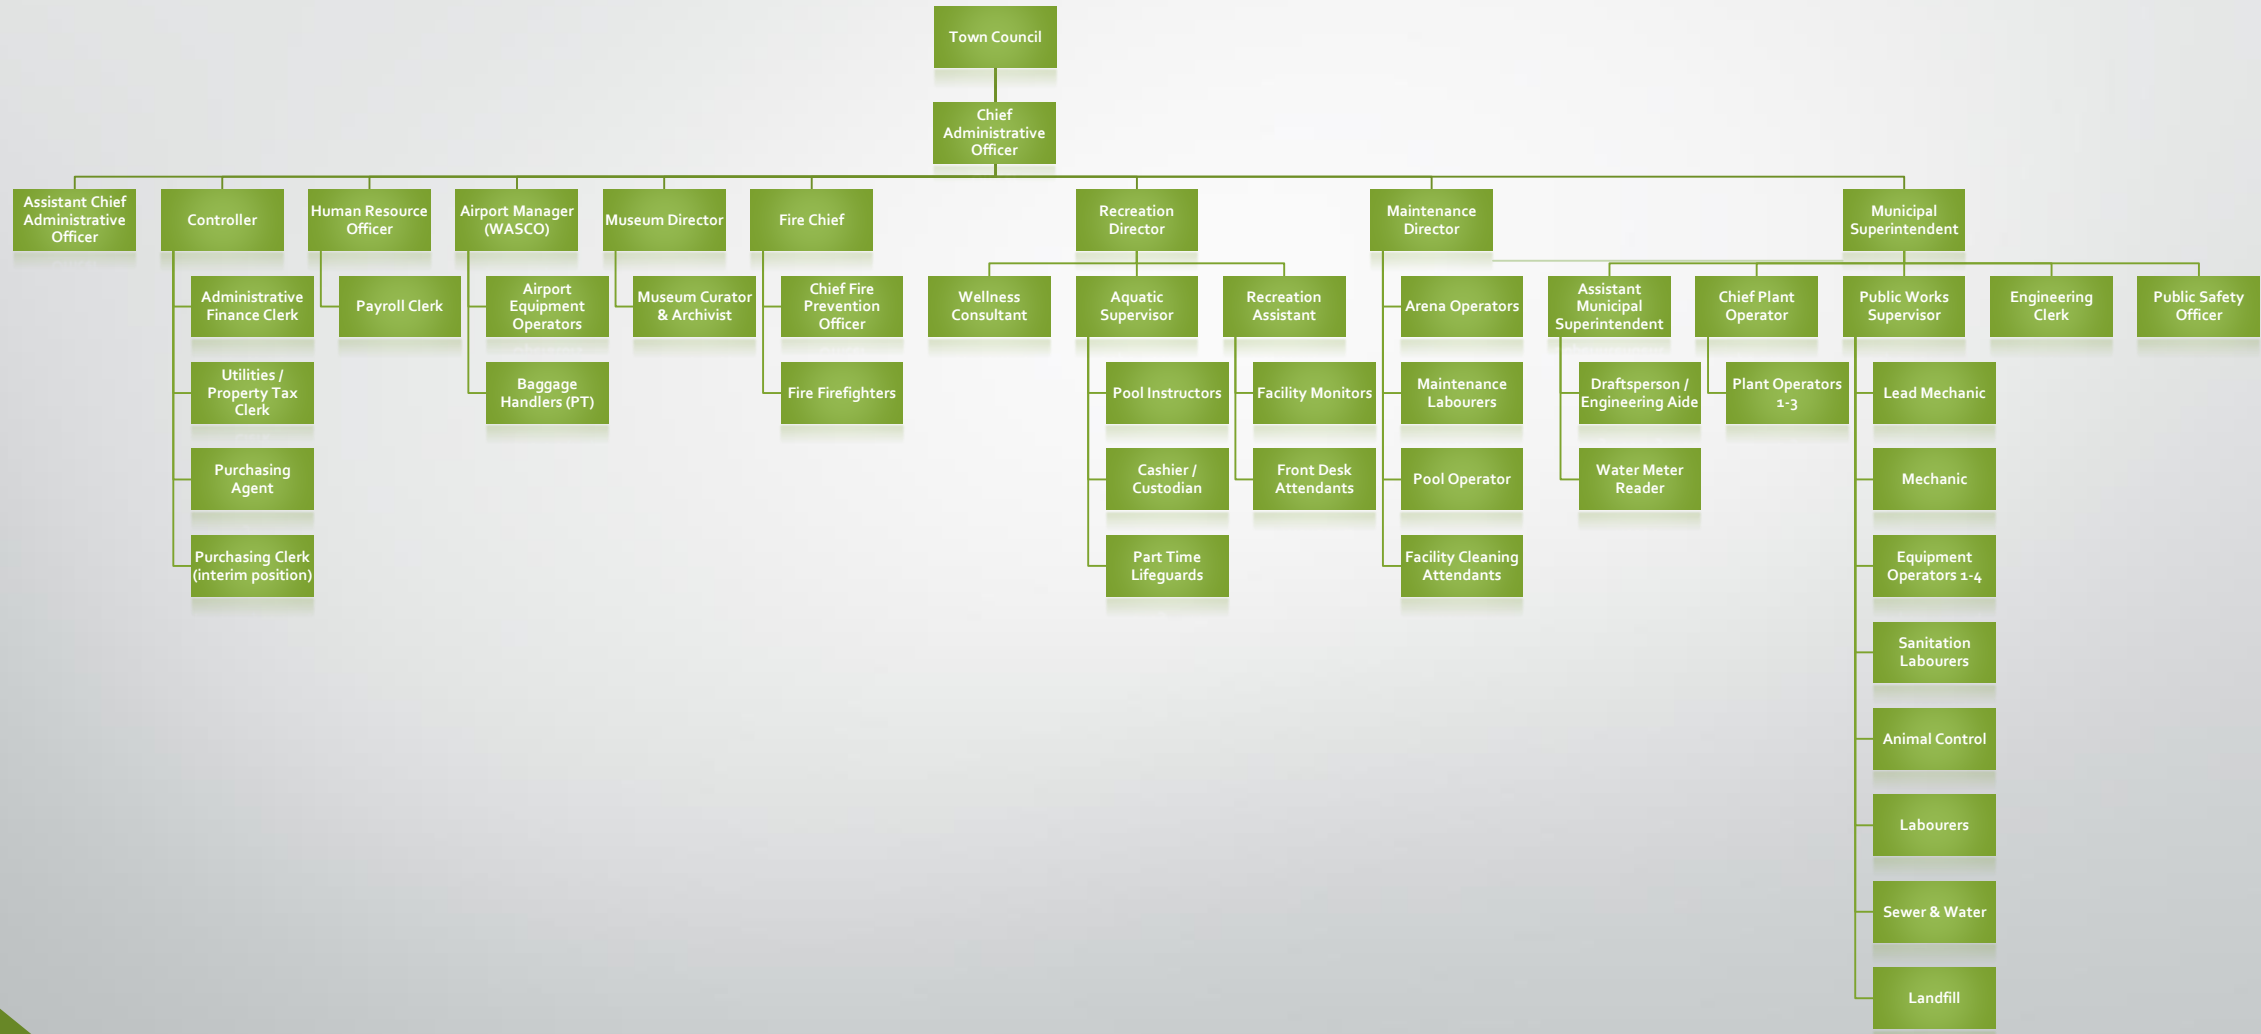 Town Council
Chief
Administrative
Officer
Assistant Chief
Administrative
Officer
Controller
Human Resource
Officer
Airport Manager
(WASCO)
Museum Director
Fire Chief
Recreation
Director
Maintenance
Director
Municipal
Superintendent
Administrative
Finance Clerk
Utilities /
Property Tax
Clerk
Purchasing
Agent
Purchasing Clerk
(interim position)
Payroll Clerk
Airport
Equipment
Operators
Baggage
Handlers (PT)
Museum Curator
& Archivist
Chief Fire
Prevention
Officer
Fire Firefighters
Wellness
Consultant
Aquatic
Supervisor
Pool Instructors
Cashier /
Custodian
Part Time
Lifeguards
Recreation
Assistant
Facility Monitors
Front Desk
Attendants
Arena Operators
Maintenance
Labourers
Pool Operator
Facility Cleaning
Attendants
Assistant
Municipal
Superintendent
Draftsperson /
Engineering Aide
Water Meter
Reader
Chief Plant
Operator
Plant Operators
1-3
Public Works
Supervisor
Lead Mechanic
Mechanic
Equipment
Operators 1-4
Sanitation
Labourers
Animal Control
Labourers
Sewer & Water
Landfill
Engineering
Clerk
Public Safety
Officer